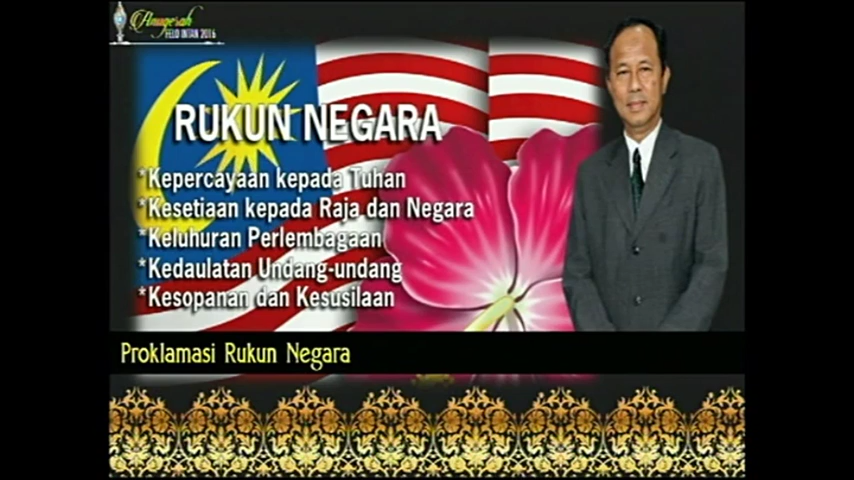 Anugerah
FELO INTAN 2016
RUKUN NEGARA
*Kepercayaan kepada Tuhan
*Kesetiaan kepada Raja dan Negara
*Keluhuran Perlembagaan
*Kedaulatan Undang-undang
*Kesopanan dan Kesusilaan
Proklamasi Rukun Negara